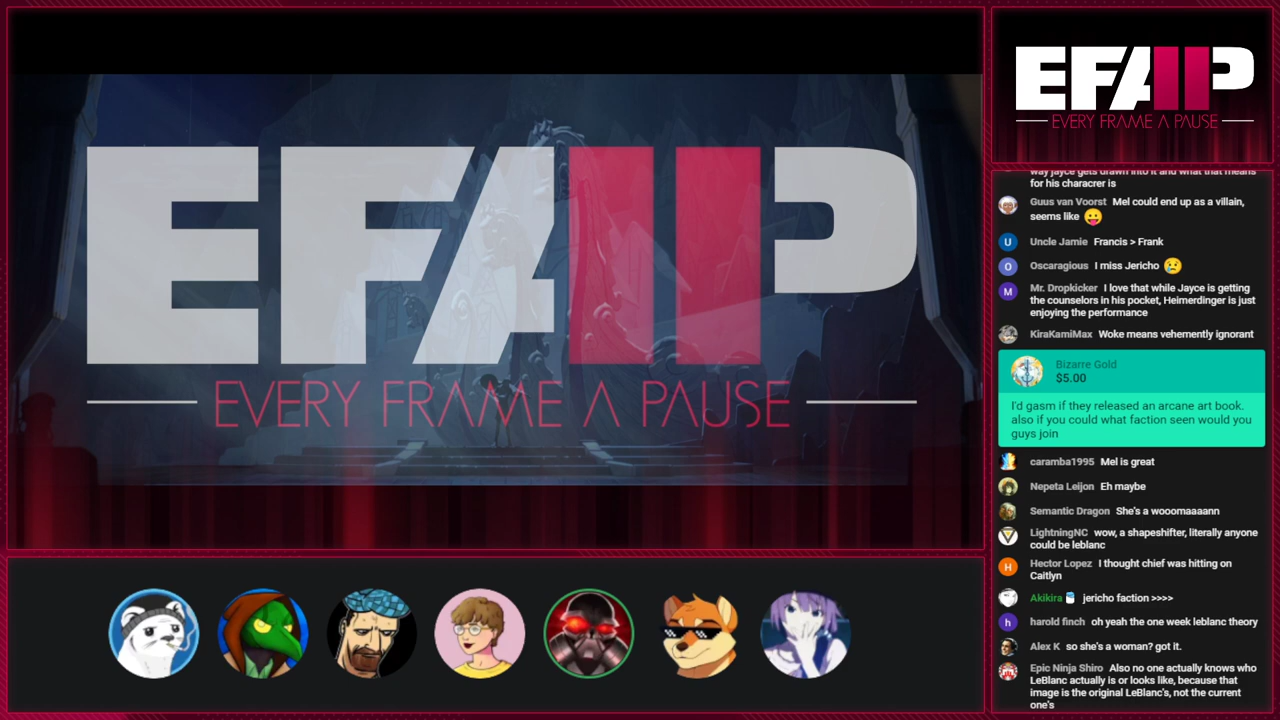 EFAP
EVERY FRAME A PAUSE
EFAP
EVERY FRAME A PAUSE
way jayce gets drawn into it and what that means
for his characrer is
Guus van Voorst Mel could end up as a villain,
seems like 😛
U Uncle Jamie Francis > Frank
O Oscaragious I miss Jericho 😢
M Mr. Dropkicker I love that while Jayce is getting
the counselors in his pocket, Heimerdinger is just
enjoying the performance
KiraKamiMax Woke means vehemently ignorant
Bizarre Gold
$5.00
I'd gasm if they released an arcane art book.
also if you could what faction seen would you
guys join
caramba1995 Mel is great
Nepeta Leijon Eh maybe
Semantic Dragon She's a wooomaaaann
LightningNC wow, a shapeshifter, literally anyone
could be leblanc
H Hector Lopez I thought chief was hitting on
Caitlyn
Akikira jericho faction >>>>
h harold finch oh yeah the one week leblanc theory
Alex K so she's a woman? got it.
Epic Ninja Shiro Also no one actually knows who
LeBlanc actually is or looks like, because that
image is the original LeBlanc's, not the current
one's